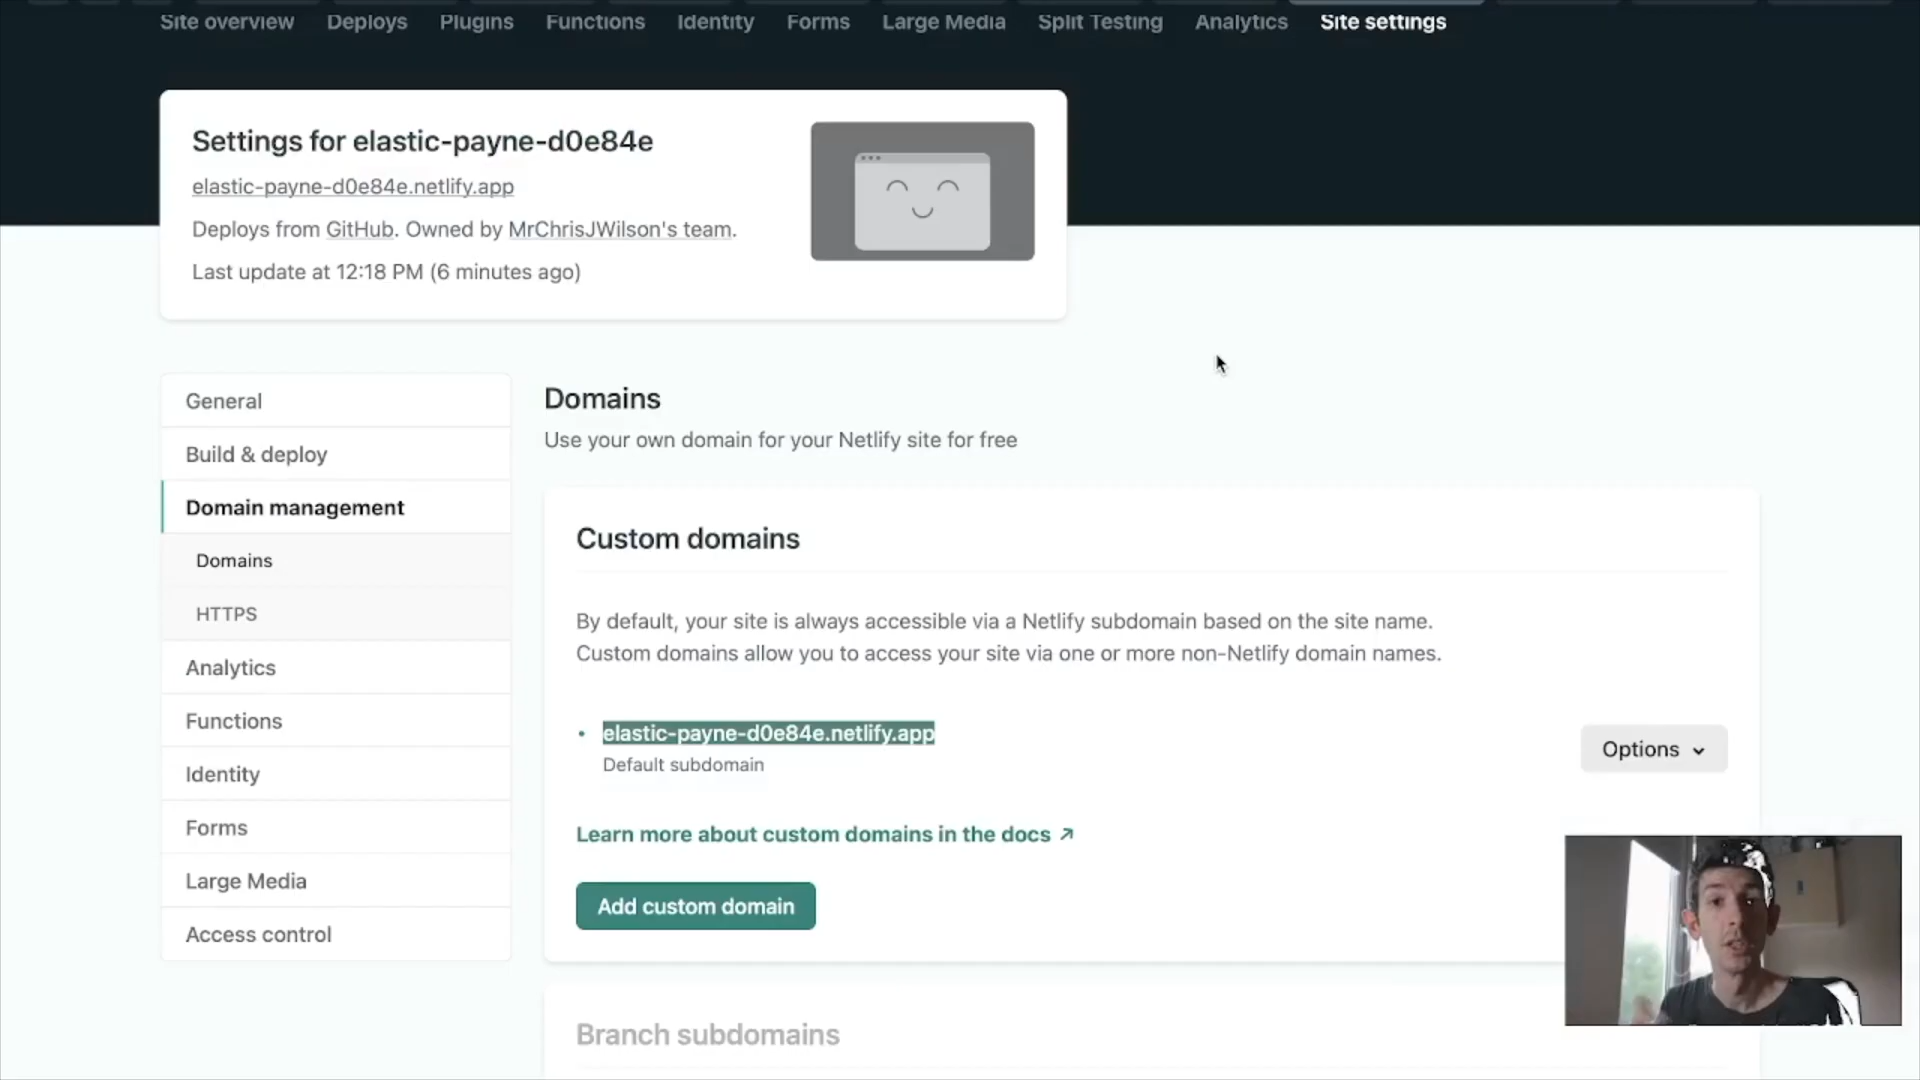 Site overview Deploys Plugins Functions Identity Forms Large Media Split Testing Analytics Site settings
Settings for elastic-payne-d0e84e
elastic-payne-d0e84e.netlify.app
Deploys from GitHub. Owned by MrChrisJWilson's team.
Last update at 12:18 PM (6 minutes ago)
General
Build & deploy
Domain management
Domains
HTTPS
Analytics
Functions
Identity
Forms
Large Media
Access control
Domains
Use your own domain for your Netlify site for free
Custom domains
By default, your site is always accessible via a Netlify subdomain based on the site name.
Custom domains allow you to access your site via one or more non-Netlify domain names.
• elastic-payne-d0e84e.netlify.app
Default subdomain
Options
Learn more about custom domains in the docs ↗
Add custom domain
Branch subdomains